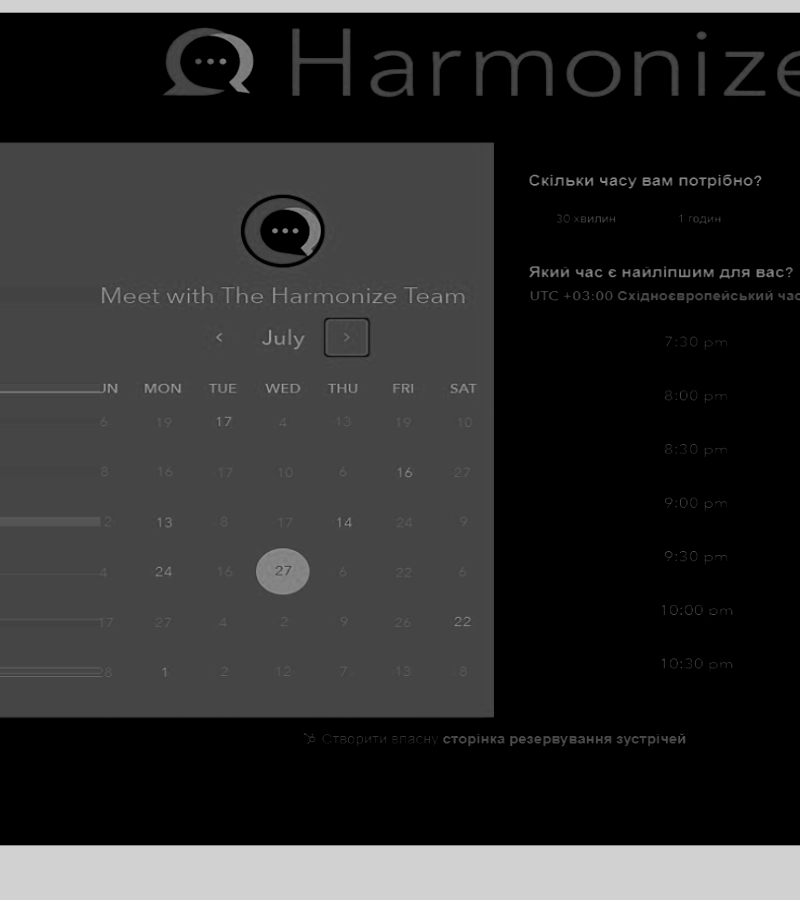 Harmonize
Meet with The Harmonize Team
‹ July ›
UN MON TUE WED THU FRI SAT
6 19 17 4 13 19 10
8 16 17 10 6 16 27
2 13 8 17 14 24 9
4 24 16 27 6 22 6
17 27 4 2 9 26 22
28 1 2 12 7 13 8
Скільки часу вам потрібно?
30 хвилин 1 годин
Який час є найліпшим для вас?
UTC +03:00 Східноєвропейський час
7:30 pm
8:00 pm
8:30 pm
9:00 pm
9:30 pm
10:00 pm
10:30 pm
Створити власну сторінка резервування зустрічей